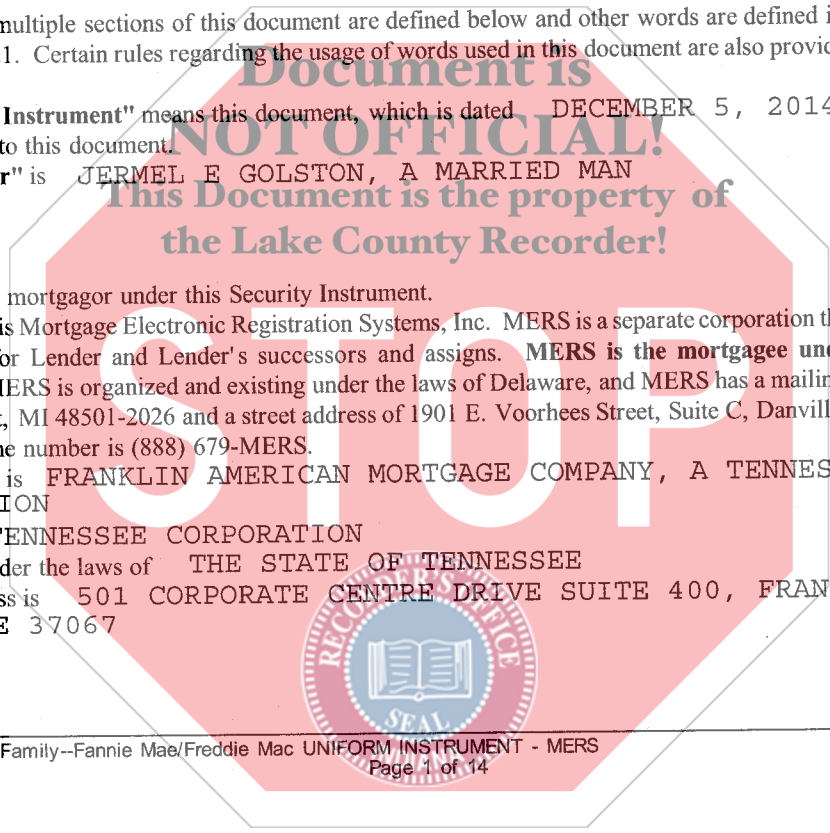 multiple sections of this document are defined below and other words are defined i
1. Certain rules regarding the usage of words used in this document are also provid
Document is
Instrument" means this document, which is dated DECEMBER 5, 2014
NOT OFFICIAL!
to this document.
r" is JERMEL E GOLSTON, A MARRIED MAN
This Document is the property of
the Lake County Recorder!
mortgagor under this Security Instrument.
is Mortgage Electronic Registration Systems, Inc. MERS is a separate corporation th
or Lender and Lender's successors and assigns. MERS is the mortgagee und
MERS is organized and existing under the laws of Delaware, and MERS has a mailin
, MI 48501-2026 and a street address of 1901 E. Voorhees Street, Suite C, Danvill
ne number is (888) 679-MERS.
STOP
is FRANKLIN AMERICAN MORTGAGE COMPANY, A TENNES
ION
TENNESSEE CORPORATION
der the laws of THE STATE OF TENNESSEE
ss is 501 CORPORATE CENTRE DRIVE SUITE 400, FRAN
E 37067
RECORDER'S OFFICE
SEAL
INDIANA
Family--Fannie Mae/Freddie Mac UNIFORM INSTRUMENT - MERS
Page 1 of 14